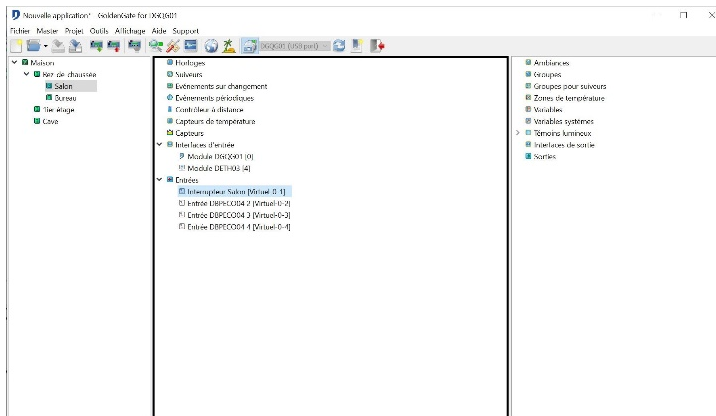 Nouvelle application* - GoldenGate for DGQG01
Fichier Master Projet Outils Affichage Aide Support
DGQG01 (USB port)
Maison
Rez de chaussée
Salon
Bureau
1ier étage
Cave
Horloges
Suiveurs
Evénements sur changement
Evènements périodiques
Contrôleur à distance
Capteurs de température
Capteurs
Interfaces d'entrée
Module DGQG01 [0]
Module DETH03 [4]
Entrées
Interrupteur Salon [Virtuel-0-1]
Entrée DBPECO04 2 [Virtuel-0-2]
Entrée DBPECO04 3 [Virtuel-0-3]
Entrée DBPECO04 4 [Virtuel-0-4]
Ambiances
Groupes
Groupes pour suiveurs
Zones de température
Variables
Variables systèmes
Témoins lumineux
Interfaces de sortie
Sorties